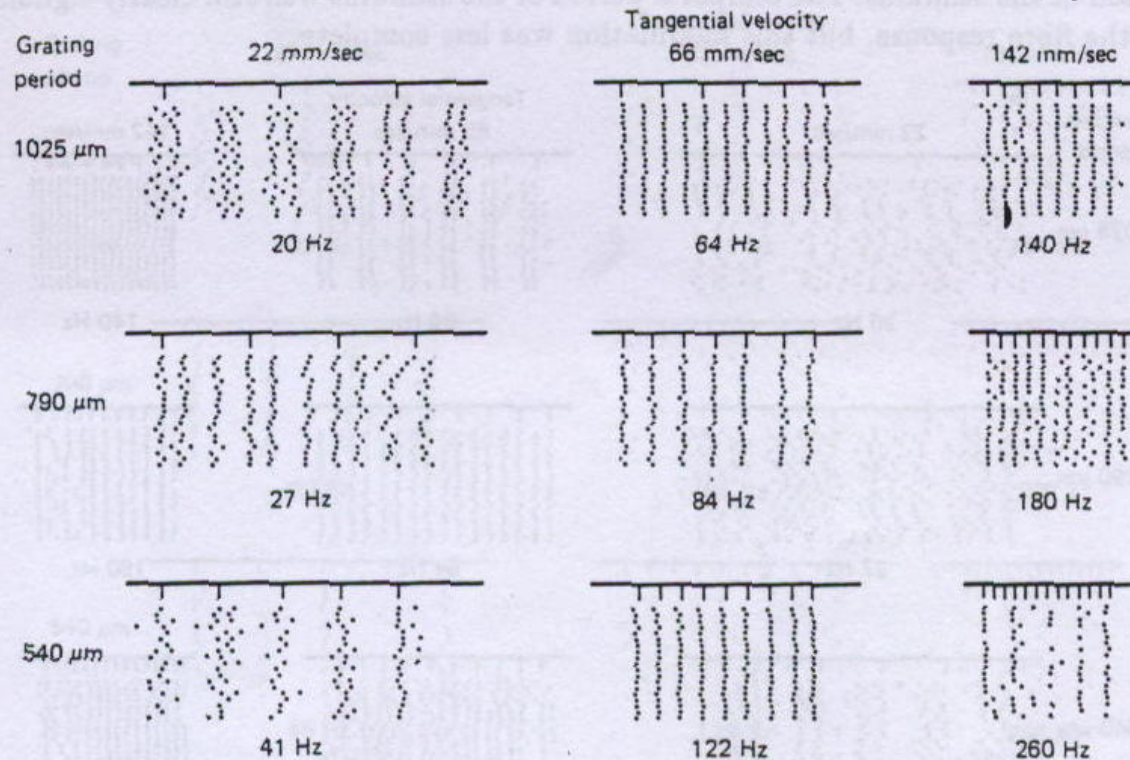 Tangential velocity
Grating period
22 mm/sec
66 mm/sec
142 mm/sec
1025 μm
20 Hz
64 Hz
140 Hz
790 μm
27 Hz
84 Hz
180 Hz
540 μm
41 Hz
122 Hz
260 Hz